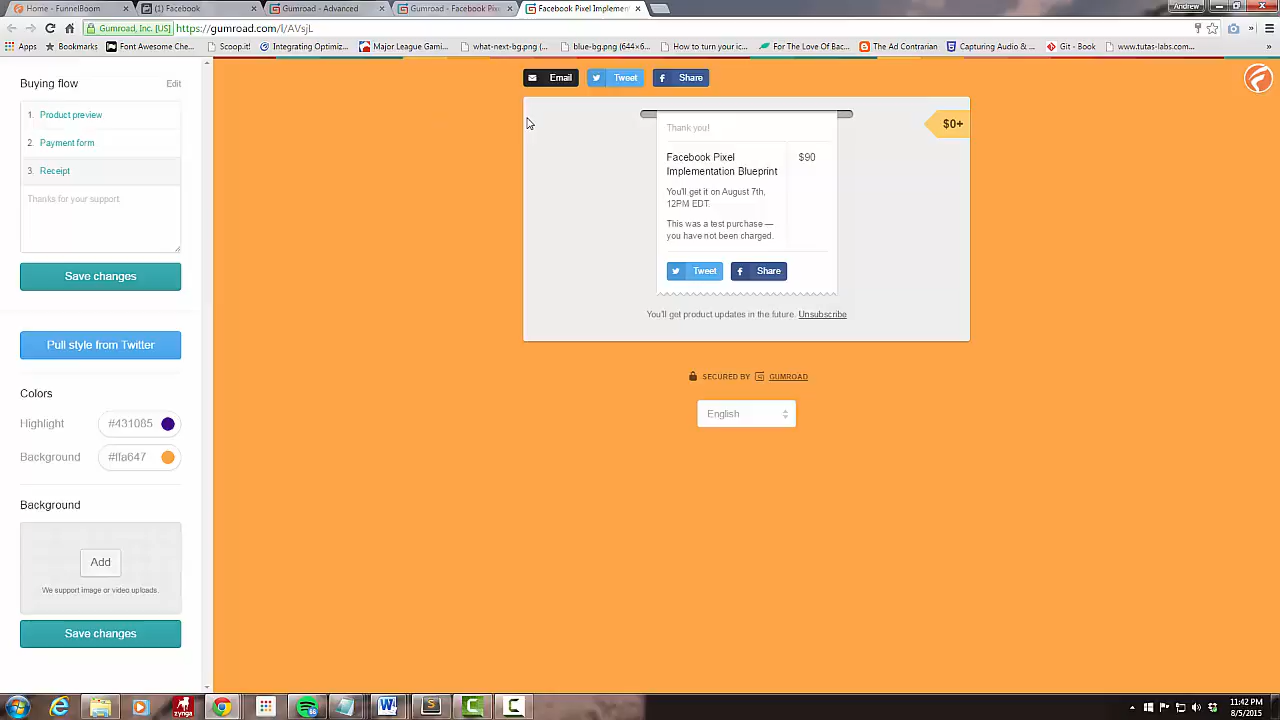 Home - FunnelBoom
(1) Facebook
Gumroad - Advanced
Gumroad - Facebook Pix
Facebook Pixel Implemen
Andrew
Gumroad, Inc. [US]
https://gumroad.com/l/AVsjL
Apps
Bookmarks
Font Awesome Che...
Scoop.it!
Integrating Optimiz...
Major League Gami...
what-next-bg.png (...
blue-bg.png (644×6...
How to turn your ic...
For The Love Of Bac...
The Ad Contrarian
Capturing Audio & ...
Git - Book
www.tutas-labs.com...
»
Buying flow
Edit
1. Product preview
2. Payment form
3. Receipt
Thanks for your support
Save changes
Pull style from Twitter
Colors
Highlight
#431085
Background
#ffa647
Background
Add
We support image or video uploads.
Save changes
Email
Tweet
Share
$0+
Thank you!
Facebook Pixel
Implementation Blueprint
$90
You'll get it on August 7th,
12PM EDT.
This was a test purchase —
you have not been charged.
Tweet
Share
You'll get product updates in the future. Unsubscribe
SECURED BY GUMROAD
English
zynga
11:42 PM
8/5/2015